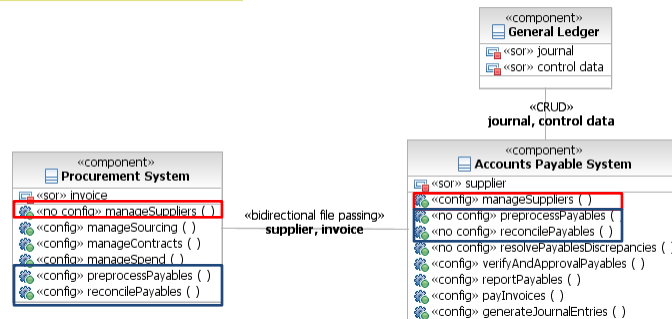 «component»
General Ledger
«sor» journal
«sor» control data
«CRUD»
journal, control data
«component»
Procurement System
«sor» invoice
«no config» manageSuppliers ( )
«config» manageSourcing ( )
«config» manageContracts ( )
«config» manageSpend ( )
«config» preprocessPayables ( )
«config» reconcilePayables ( )
«bidirectional file passing»
supplier, invoice
«component»
Accounts Payable System
«sor» supplier
«config» manageSuppliers ( )
«no config» preprocessPayables ( )
«no config» reconcilePayables ( )
«no config» resolvePayablesDiscrepancies ( )
«config» verifyAndApprovalPayables ( )
«config» reportPayables ( )
«config» payInvoices ( )
«config» generateJournalEntries ( )